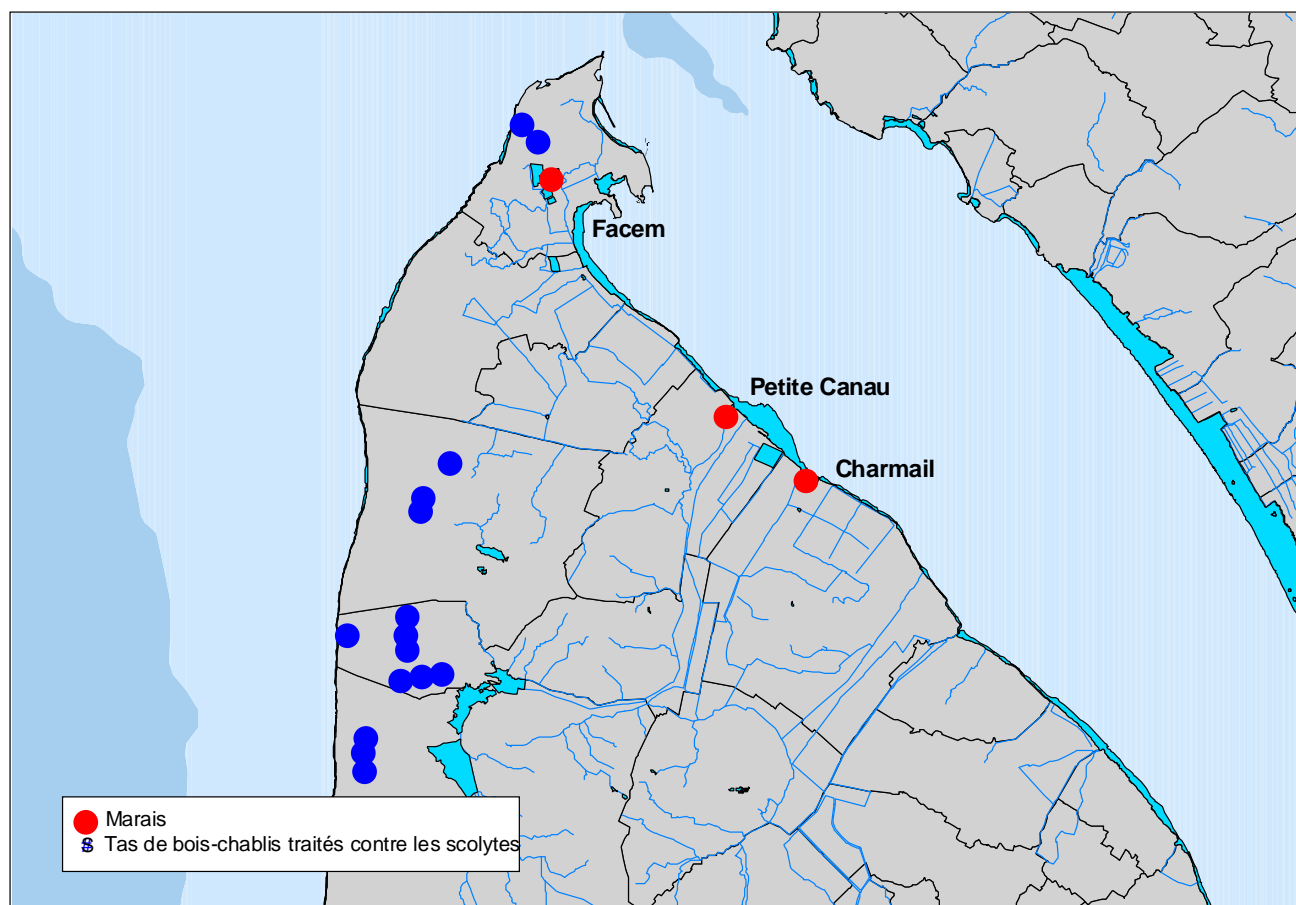 Facem
Petite Canau
Charmail
Marais
Tas de bois-chablis traités contre les scolytes